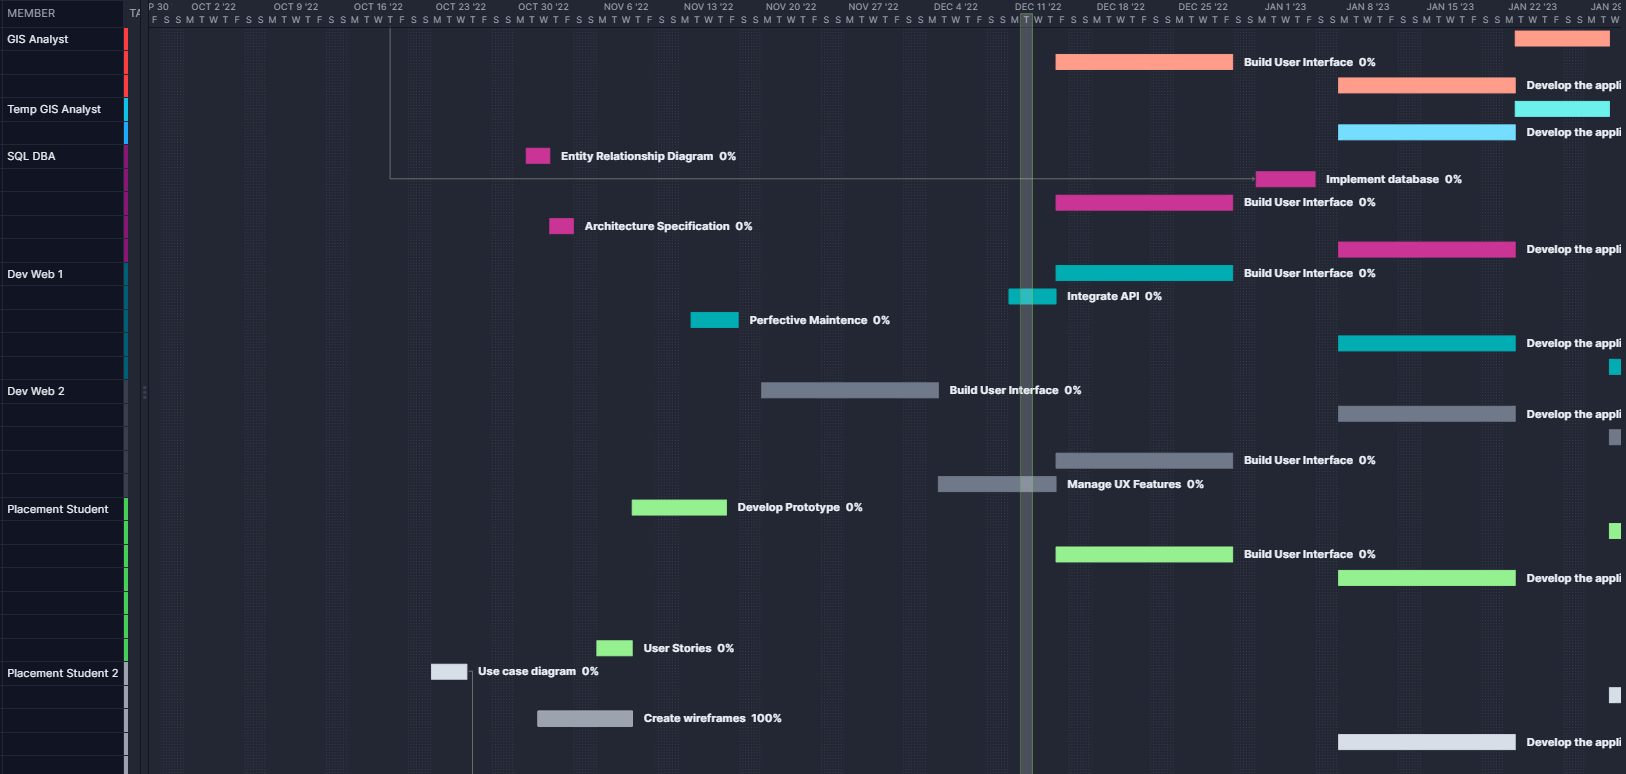 MEMBER TA
P 30 OCT 2 '22 OCT 9 '22 OCT 16 '22 OCT 23 '22 OCT 30 '22 NOV 6 '22 NOV 13 '22 NOV 20 '22 NOV 27 '22 DEC 4 '22 DEC 11 '22 DEC 18 '22 DEC 25 '22 JAN 1 '23 JAN 8 '23 JAN 15 '23 JAN 22 '23 JAN 29
F S S M T W T F S S M T W T F S S M T W T F S S M T W T F S S M T W T F S S M T W T F S S M T W T F S S M T W T F S S M T W T F S S M T W T F S S M T W T F S S M T W T F S S M T W T F S S M T W T F S S M T W T F S S M T W T F S S M T W T F S S M T W
GIS Analyst
Build User Interface 0%
Develop the appli
Temp GIS Analyst
Develop the appli
SQL DBA
Entity Relationship Diagram 0%
Implement database 0%
Build User Interface 0%
Architecture Specification 0%
Develop the appli
Dev Web 1
Build User Interface 0%
Integrate API 0%
Perfective Maintence 0%
Develop the appli
Dev Web 2
Build User Interface 0%
Develop the appli
Build User Interface 0%
Manage UX Features 0%
Placement Student
Develop Prototype 0%
Build User Interface 0%
Develop the appli
User Stories 0%
Placement Student 2
Use case diagram 0%
Create wireframes 100%
Develop the appli